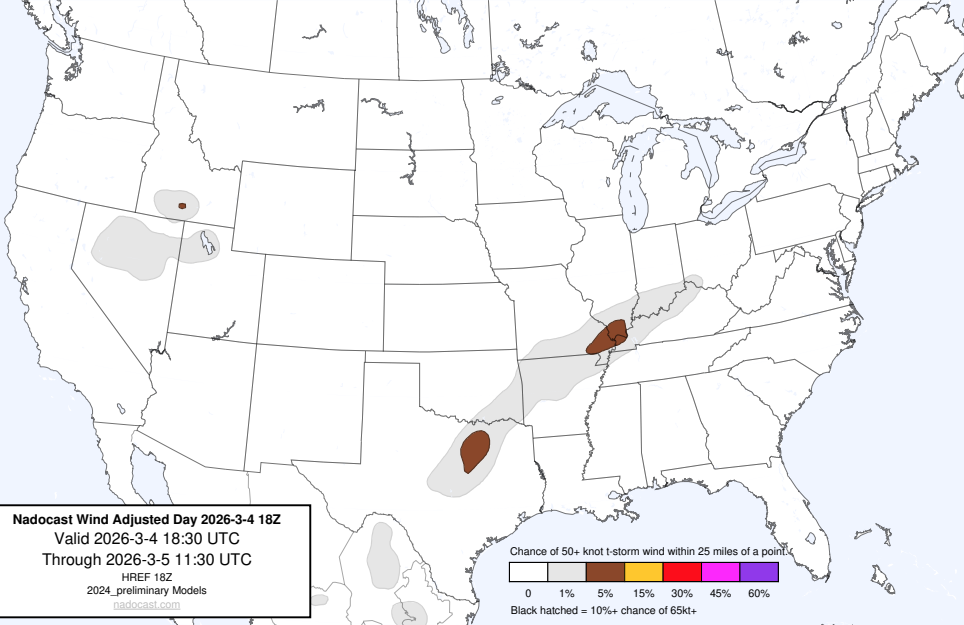 Nadocast Wind Adjusted Day 2026-3-4 18Z
Valid 2026-3-4 18:30 UTC
Through 2026-3-5 11:30 UTC
HREF 18Z
2024_preliminary Models
nadocast.com
Chance of 50+ knot t-storm wind within 25 miles of a point.
0 1% 5% 15% 30% 45% 60%
Black hatched = 10%+ chance of 65kt+